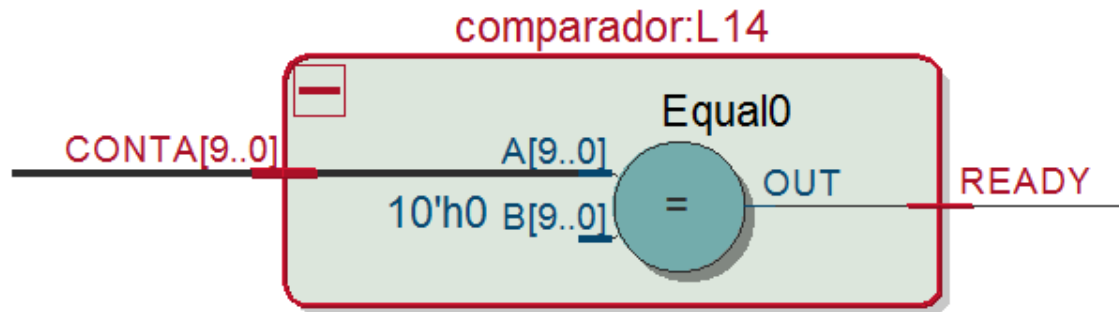 comparador:L14
Equal0
CONTA[9..0]
A[9..0]
OUT
READY
10'h0 B[9..0]
=